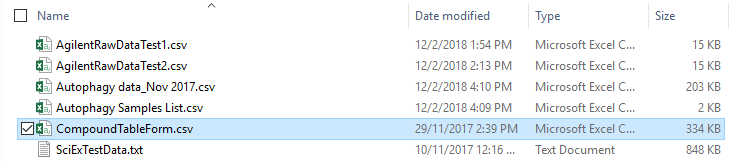 Name Date modified Type Size
AgilentRawDataTest1.csv 12/2/2018 1:54 PM Microsoft Excel C... 15 KB
AgilentRawDataTest2.csv 12/2/2018 2:13 PM Microsoft Excel C... 15 KB
Autophagy data_Nov 2017.csv 12/2/2018 4:10 PM Microsoft Excel C... 203 KB
Autophagy Samples List.csv 12/2/2018 4:09 PM Microsoft Excel C... 2 KB
CompoundTableForm.csv 29/11/2017 2:39 PM Microsoft Excel C... 334 KB
SciExTestData.txt 10/11/2017 12:16 ... Text Document 848 KB